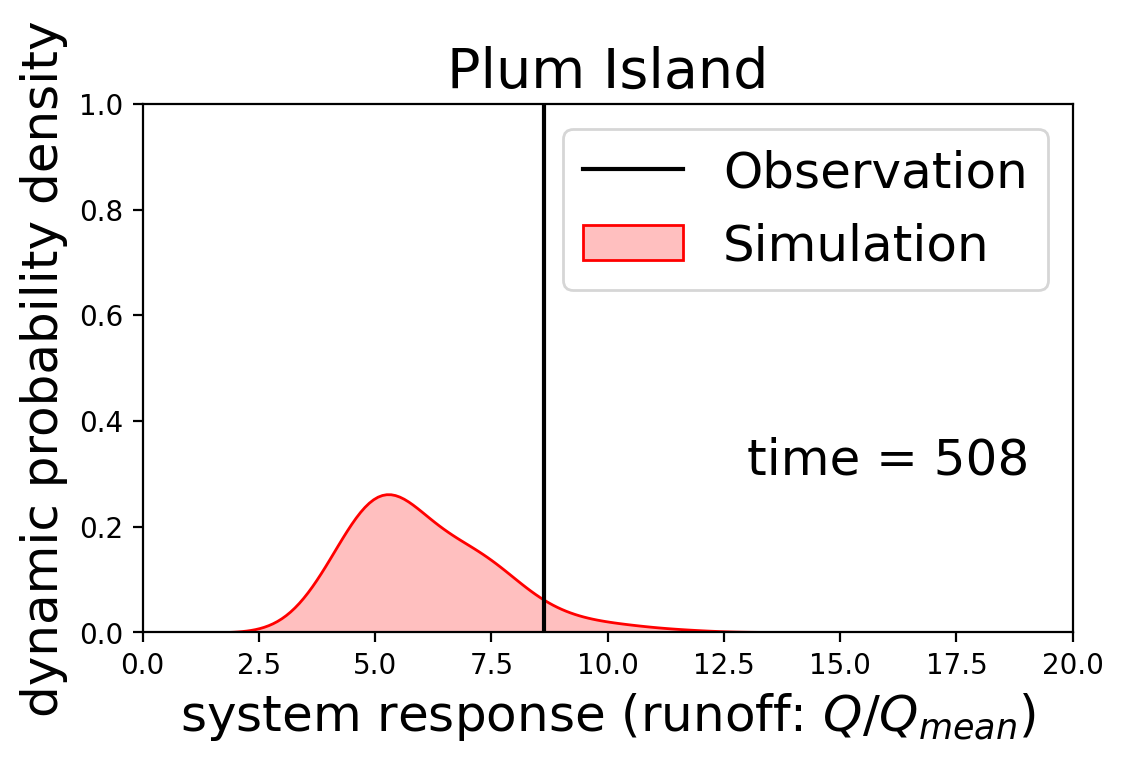 Plum Island
dynamic probability density
1.0
0.8
0.6
0.4
0.2
0.0
Observation
Simulation
time = 508
0.0 2.5 5.0 7.5 10.0 12.5 15.0 17.5 20.0
system response (runoff: Q/Qmean)